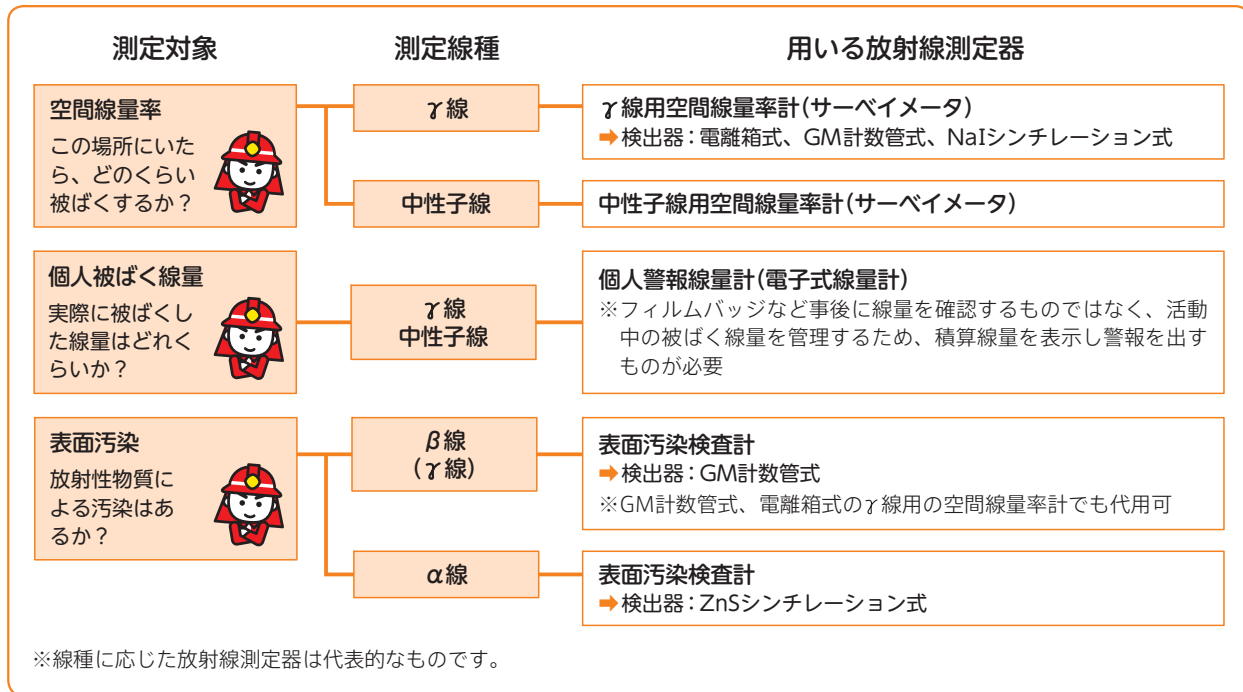 測定対象
測定線種
用いる放射線測定器
空間線量率
この場所にいた
ら、どのくらい
被ばくするか？
γ線
γ線用空間線量率計(サーベイメータ)
➡検出器：電離箱式、GM計数管式、NaIシンチレーション式
中性子線
中性子線用空間線量率計(サーベイメータ)
個人被ばく線量
実際に被ばくし
た線量はどれく
らいか？
γ線
中性子線
個人警報線量計(電子式線量計)
※フィルムバッジなど事後に線量を確認するものではなく、活動
中の被ばく線量を管理するため、積算線量を表示し警報を出す
ものが必要
表面汚染
放射性物質に
よる汚染はあ
るか？
β線
(γ線)
表面汚染検査計
➡検出器：GM計数管式
※GM計数管式、電離箱式のγ線用の空間線量率計でも代用可
α線
表面汚染検査計
➡検出器：ZnSシンチレーション式
※線種に応じた放射線測定器は代表的なものです。